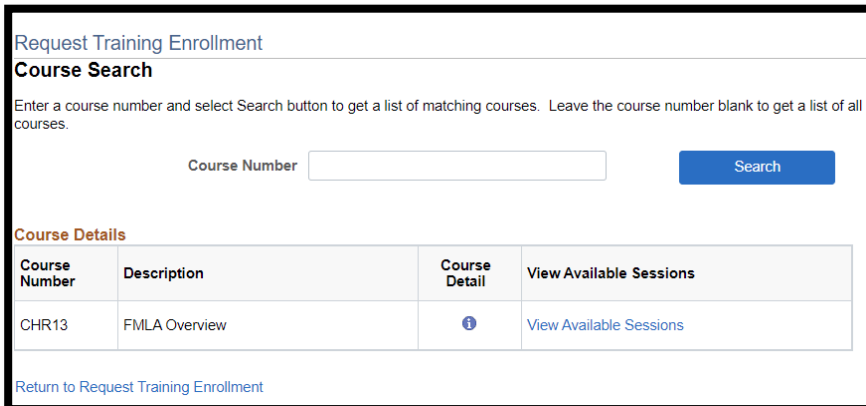 Request Training Enrollment
Course Search
Enter a course number and select Search button to get a list of matching courses.  Leave the course number blank to get a list of all
courses.
Course Number
Search
Course Details
Course
Number
Description
Course
Detail
View Available Sessions
CHR13
FMLA Overview
View Available Sessions
Return to Request Training Enrollment